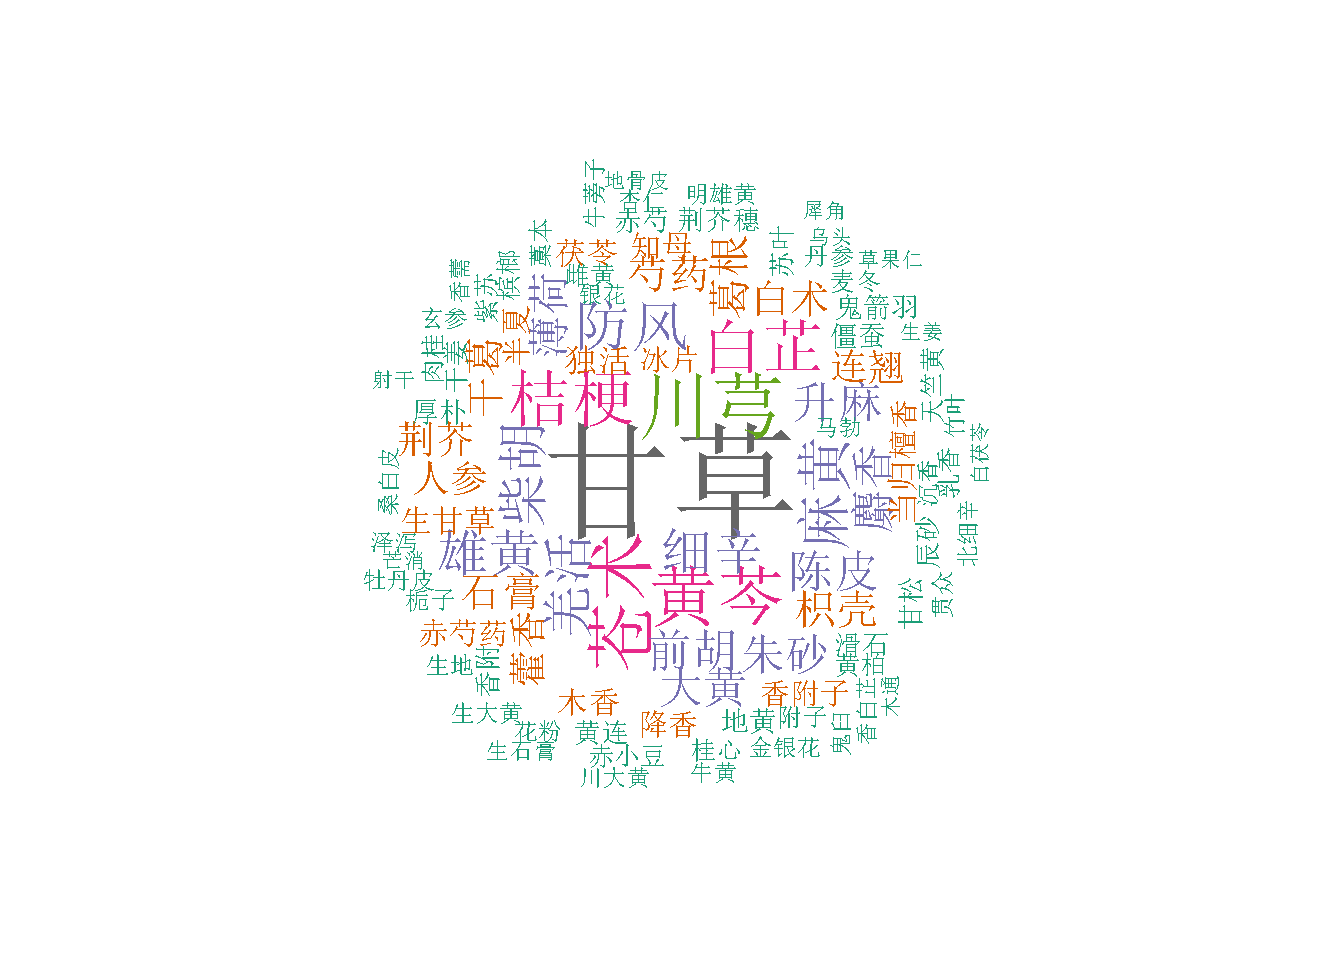 牛蒡子
地骨皮
杏仁
明雄黄
赤芍
荆芥穗
犀角
乌头
苏叶
丹参
草果仁
藁本
茯苓
知母
芍药
葛根
白术
麦冬
鬼箭羽
香薷
紫苏
槟榔
雌黄
银花
薄荷
防风
白芷
僵蚕
生姜
玄参
半夏
独活
冰片
连翘
肉桂
干姜
干葛
射干
桔梗
川芎
升麻
天竺黄
竹叶
厚朴
荆芥
柴胡
甘草
麻黄
麝香
马勃
当归
檀香
沉香
乳香
白茯苓
人参
桑白皮
生甘草
雄黄
羌活
苍术
细辛
黄芩
陈皮
辰砂
北细辛
泽泻
芒消
牡丹皮
栀子
石膏
枳壳
甘松
贯众
赤芍药
藿香
前胡
朱砂
滑石
黄柏
生地
香附
大黄
香附子
木通
生大黄
木香
降香
地黄
附子
鬼臼
香白芷
花粉
黄连
生石膏
赤小豆
桂心
金银花
川大黄
牛黄